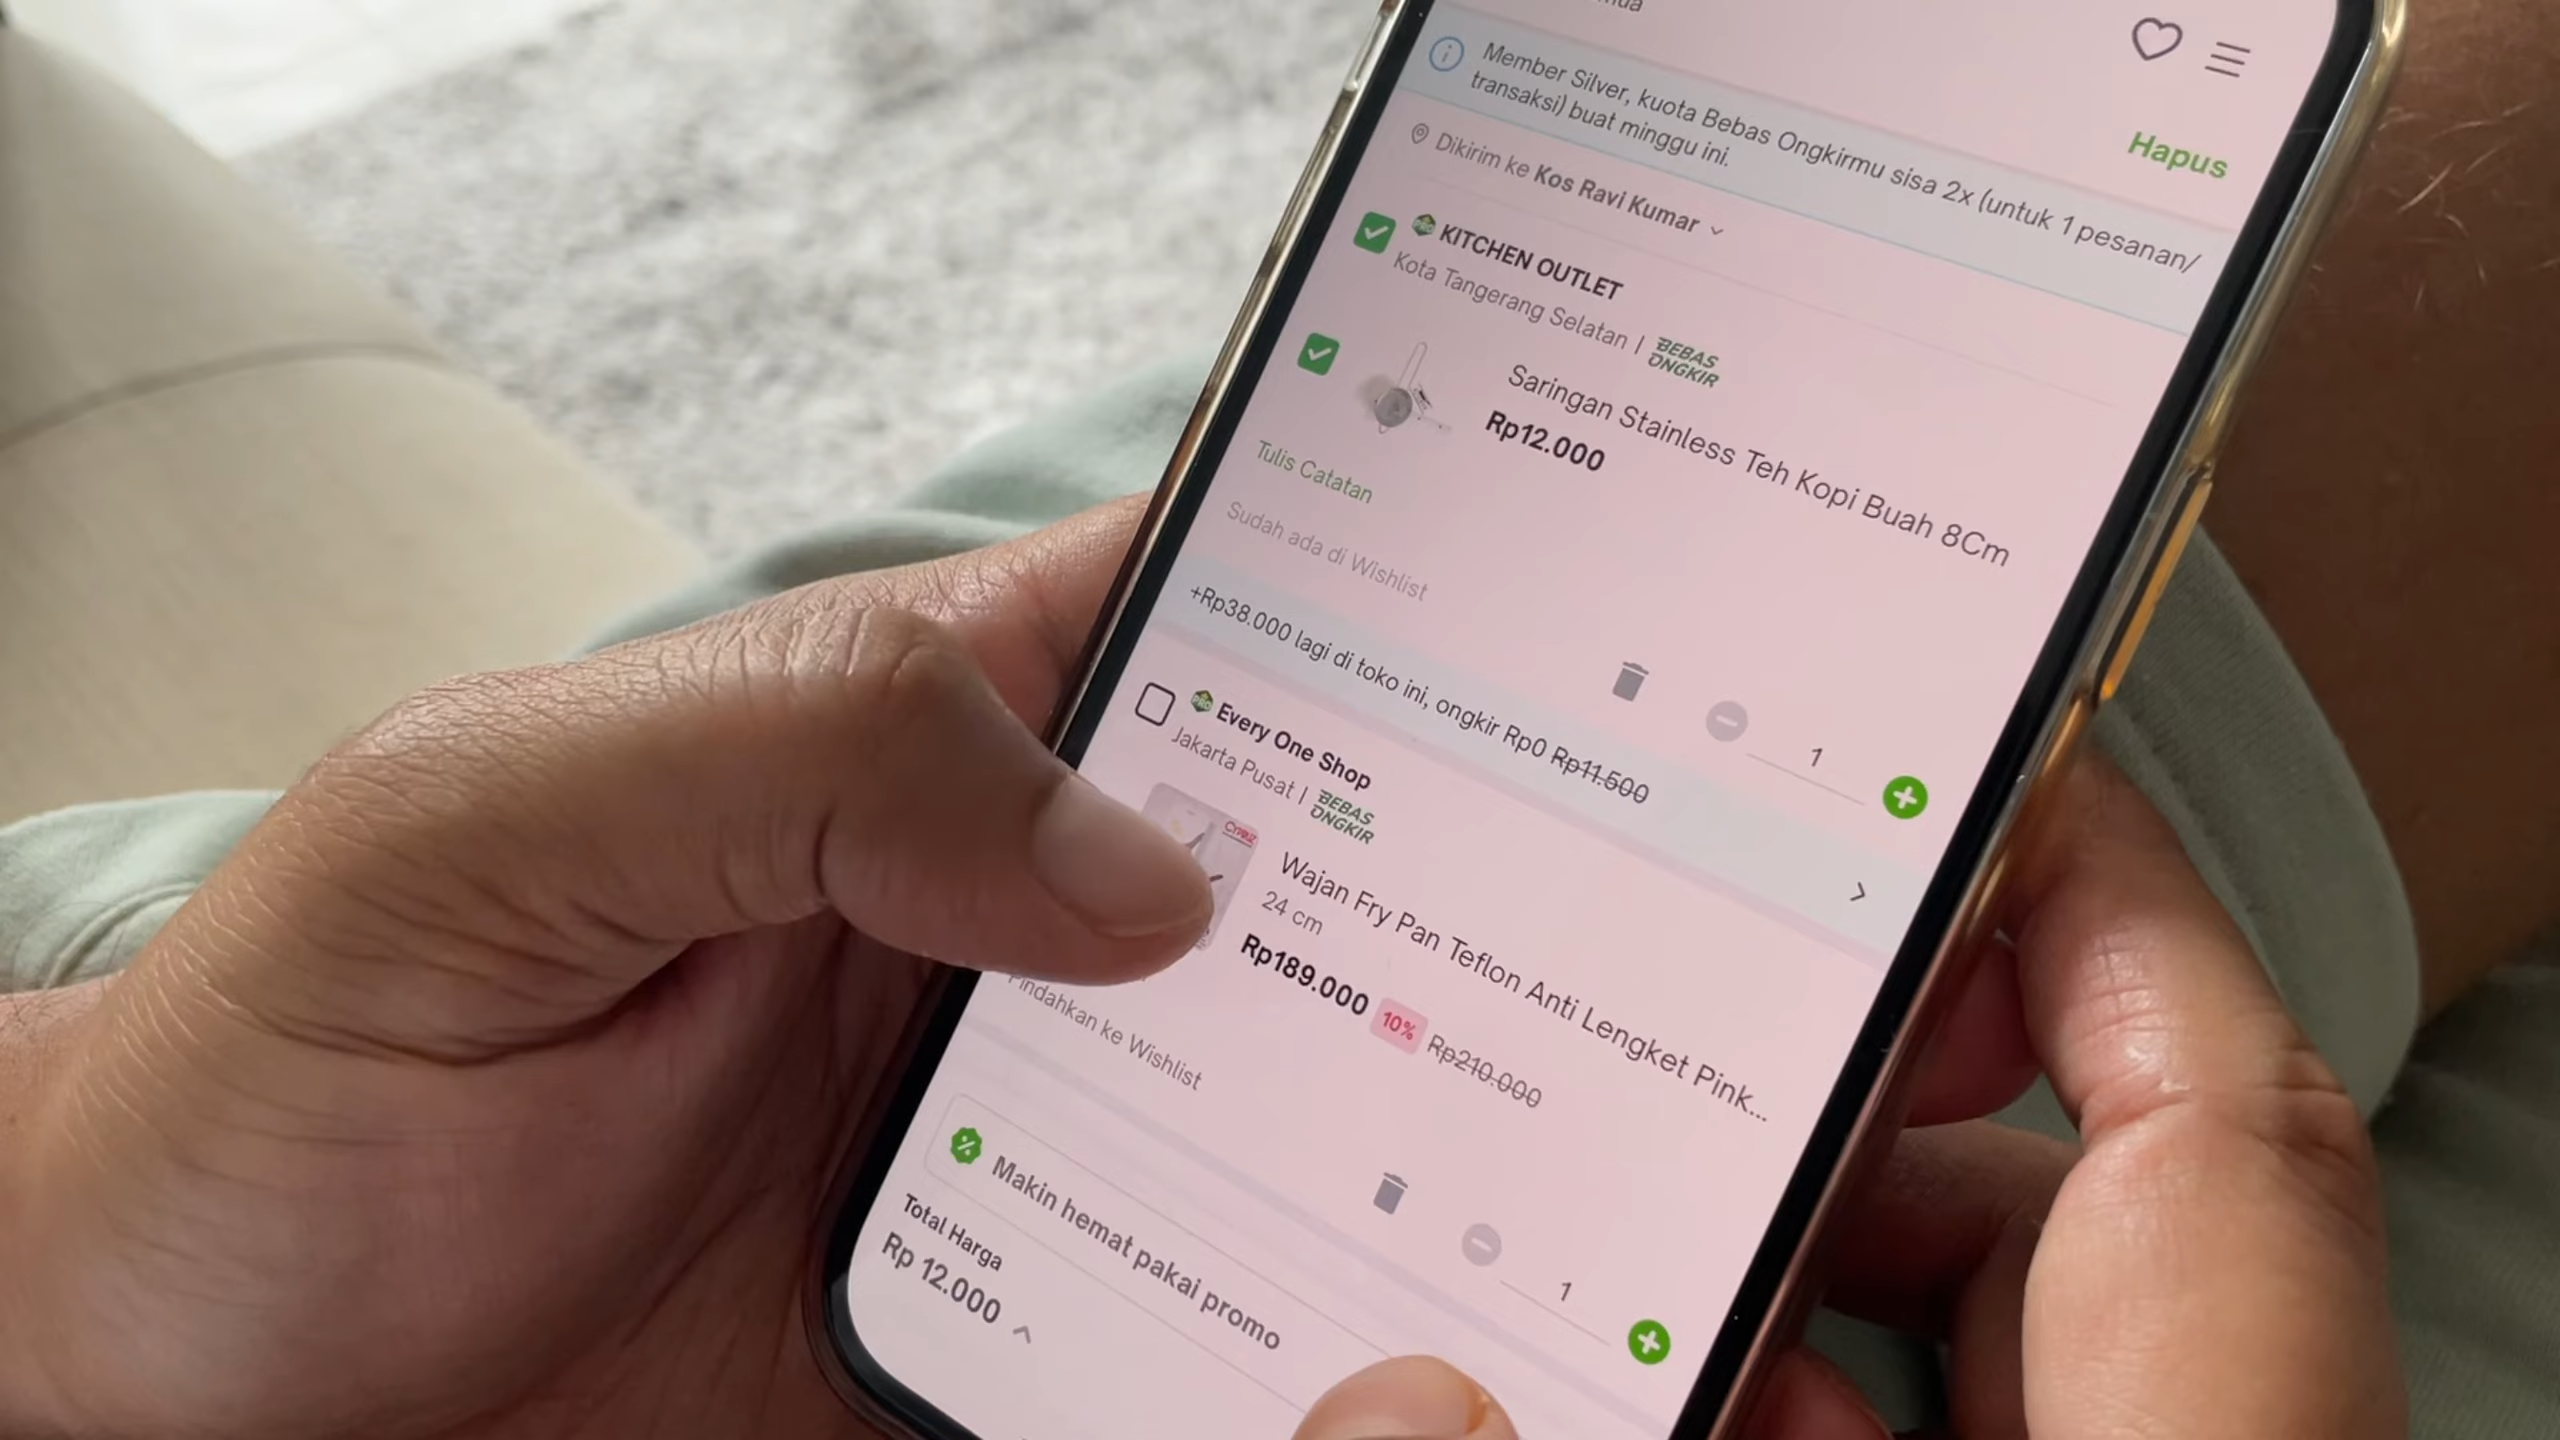 Member Silver, kuota Bebas Ongkirmu sisa 2x (untuk 1 pesanan/
transaksi) buat minggu ini.
Hapus
Dikirim ke Kos Ravi Kumar
PRO KITCHEN OUTLET
Kota Tangerang Selatan | BEBAS
ONGKIR
Saringan Stainless Teh Kopi Buah 8Cm
Rp12.000
Tulis Catatan
Sudah ada di Wishlist
1
+Rp38.000 lagi di toko ini, ongkir Rp0 Rp11.500
PRO Every One Shop
Jakarta Pusat | BEBAS
ONGKIR
Wajan Fry Pan Teflon Anti Lengket Pink...
24 cm
Rp189.000 10% Rp210.000
Pindahkan ke Wishlist
1
Makin hemat pakai promo
Total Harga
Rp 12.000